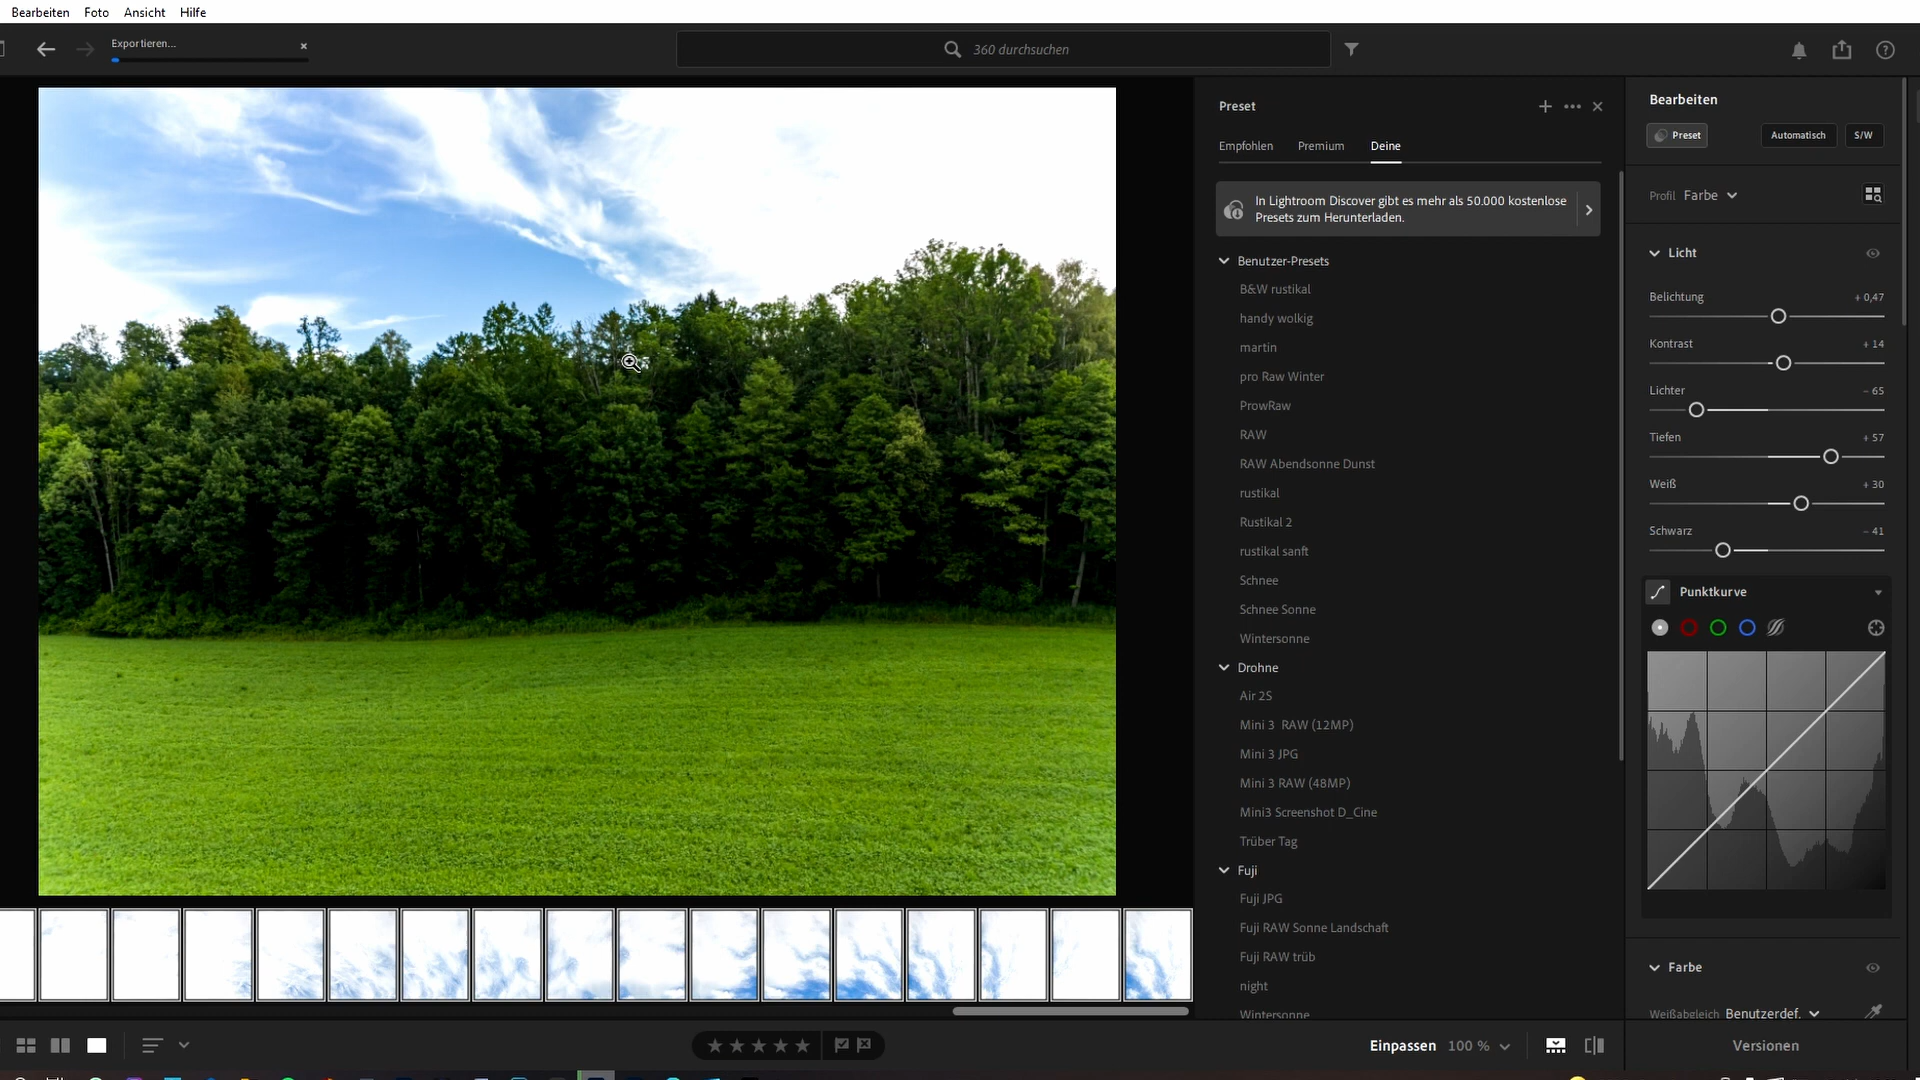 Bearbeiten Foto Ansicht Hilfe
Exportieren...
360 durchsuchen
Preset
Empfohlen Premium Deine
In Lightroom Discover gibt es mehr als 50.000 kostenlose
Presets zum Herunterladen.
Benutzer-Presets
B&W rustikal
handy wolkig
martin
pro Raw Winter
ProwRaw
RAW
RAW Abendsonne Dunst
rustikal
Rustikal 2
rustikal sanft
Schnee
Schnee Sonne
Wintersonne
Drohne
Air 2S
Mini 3  RAW (12MP)
Mini 3 JPG
Mini 3 RAW (48MP)
Mini3 Screenshot D_Cine
Trüber Tag
Fuji
Fuji JPG
Fuji RAW Sonne Landschaft
Fuji RAW trüb
night
Wintersonne
Bearbeiten
Preset Automatisch S/W
Profil Farbe
Licht
Belichtung + 0,47
Kontrast + 14
Lichter - 65
Tiefen + 57
Weiß + 30
Schwarz - 41
Punktkurve
Farbe
Weißabgleich Benutzerdef.
Einpassen 100 %
Versionen